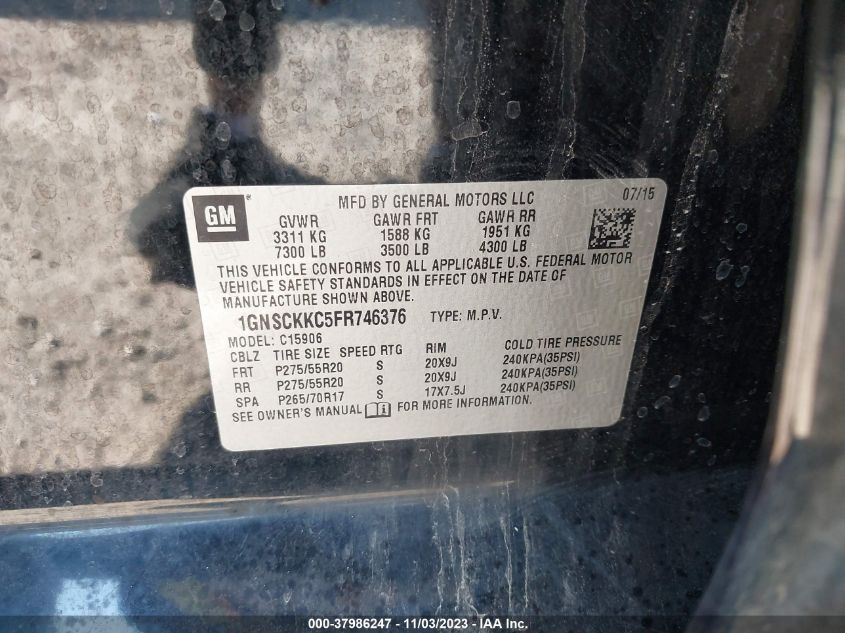 GM ®
MFD BY GENERAL MOTORS LLC 07/15
GVWR GAWR FRT GAWR RR
3311 KG 1588 KG 1951 KG
7300 LB 3500 LB 4300 LB
THIS VEHICLE CONFORMS TO ALL APPLICABLE U.S. FEDERAL MOTOR
VEHICLE SAFETY STANDARDS IN EFFECT ON THE DATE OF
MANUFACTURE SHOWN ABOVE.
1GNSCKKC5FR746376 TYPE: M.P.V.
MODEL: C15906
CBLZ TIRE SIZE SPEED RTG RIM COLD TIRE PRESSURE
FRT P275/55R20 S 20X9J 240KPA(35PSI)
RR P275/55R20 S 20X9J 240KPA(35PSI)
SPA P265/70R17 S 17X7.5J 240KPA(35PSI)
SEE OWNER'S MANUAL FOR MORE INFORMATION.
000-37986247 - 11/03/2023 - IAA Inc.